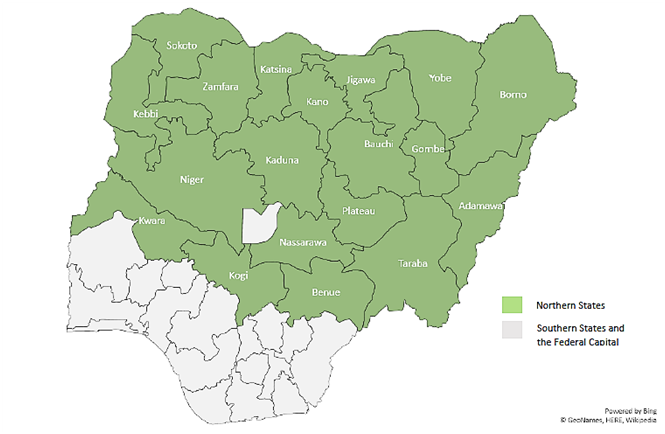 Sokoto
Katsina
Jigawa
Yobe
Borno
Zamfara
Kano
Kebbi
Bauchi
Gombe
Kaduna
Niger
Plateau
Adamawa
Kwara
Nassarawa
Taraba
Kogi
Benue
Northern States
Southern States and
the Federal Capital
Powered by Bing
© GeoNames, HERE, Wikipedia